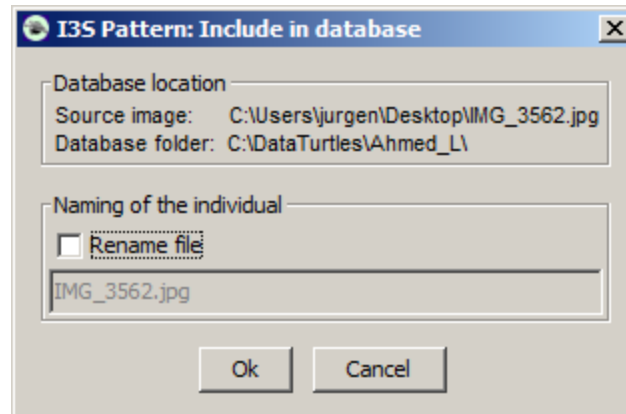 I3S Pattern: Include in database
Database location
Source image: C:\Users\jurgen\Desktop\IMG_3562.jpg
Database folder: C:\DataTurtles\Ahmed_L\
Naming of the individual
Rename file
IMG_3562.jpg
Ok Cancel